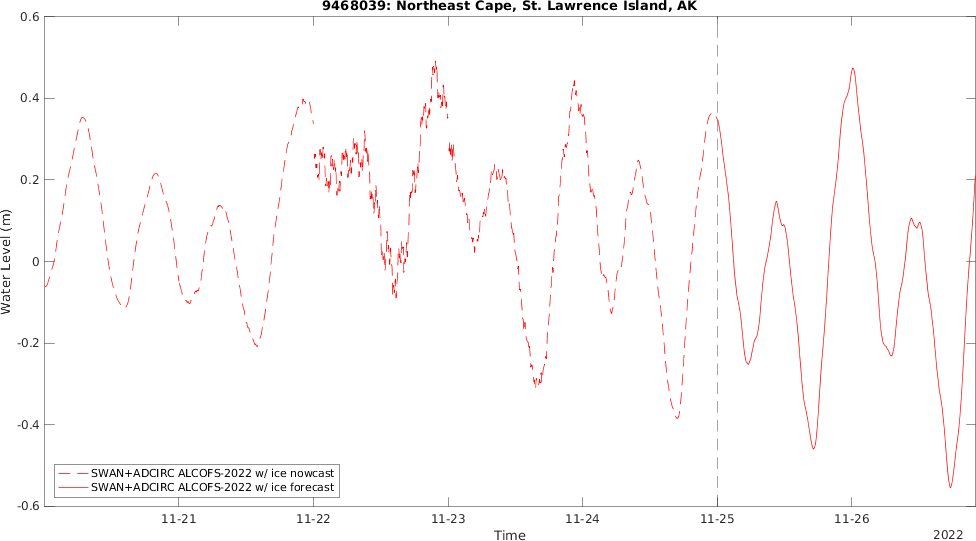 9468039: Northeast Cape, St. Lawrence Island, AK
0.6
0.4
0.2
0
-0.2
-0.4
-0.6
Water Level (m)
SWAN+ADCIRC ALCOFS-2022 w/ ice nowcast
SWAN+ADCIRC ALCOFS-2022 w/ ice forecast
11-21 11-22 11-23 11-24 11-25 11-26
Time
2022